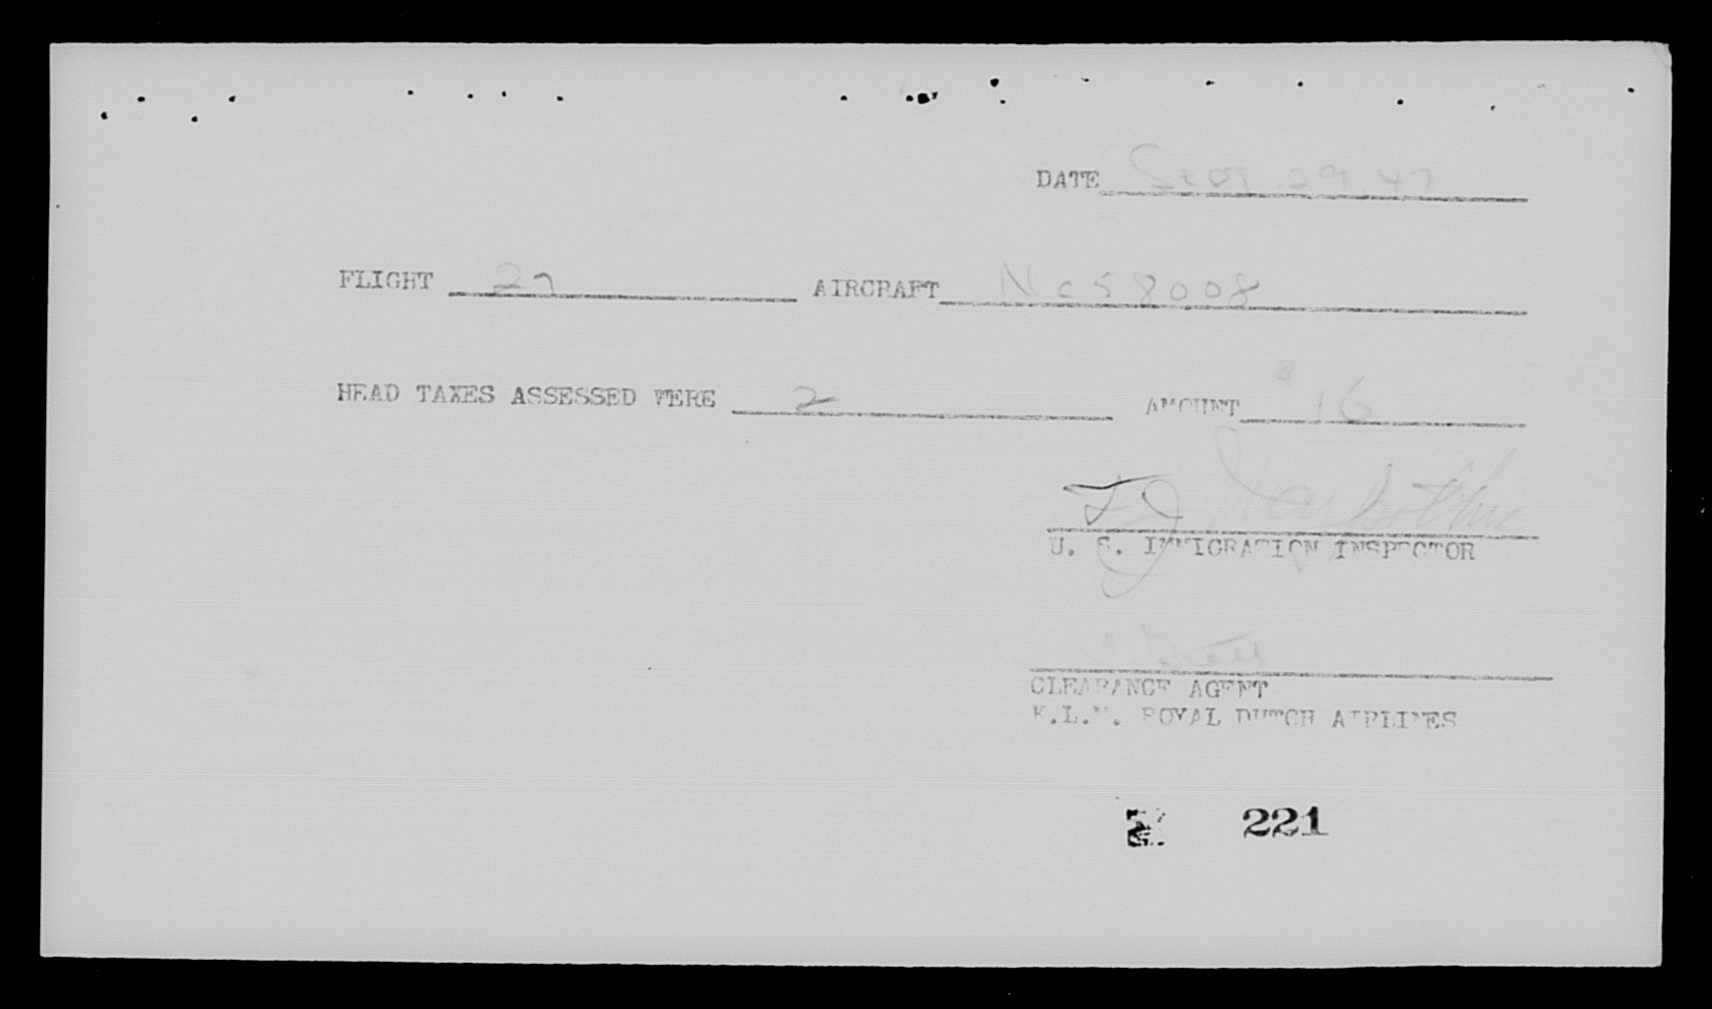 DATE Sept. 29, 47
FLIGHT 27 AIRCRAFT Nc58008
HEAD TAXES ASSESSED WERE 2 AMOUNT $16
F J
U. S. IMMIGRATION INSPECTOR
CLEARANCE AGENT
K.L.M. ROYAL DUTCH AIRLINES
221